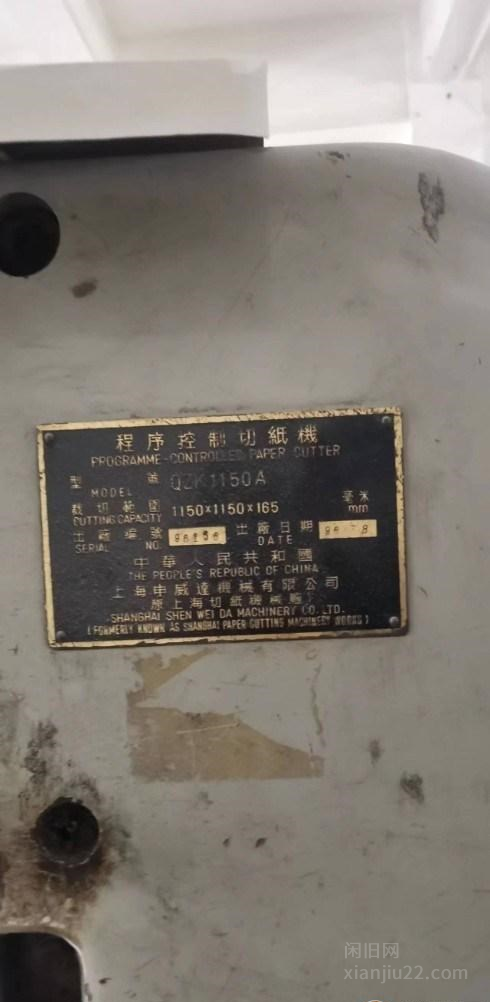 程序控制切紙機
PROGRAMME-CONTROLLED PAPER CUTTER
型 號 QZK1150A
MODEL
裁切範圍 1150×1150×165 毫米
CUTTING CAPACITY mm
出廠編號 出廠日期
SERIAL NO. DATE
中華人民共和國
THE PEOPLE'S REPUBLIC OF CHINA
上海申威達機械有限公司
原上海切紙機械廠
SHANGHAI SHEN WEI DA MACHINERY CO. LTD.
(FORMERLY KNOWN AS SHANGHAI PAPER CUTTING MACHINERY WORKS)
闲旧网
xianjiu22.com